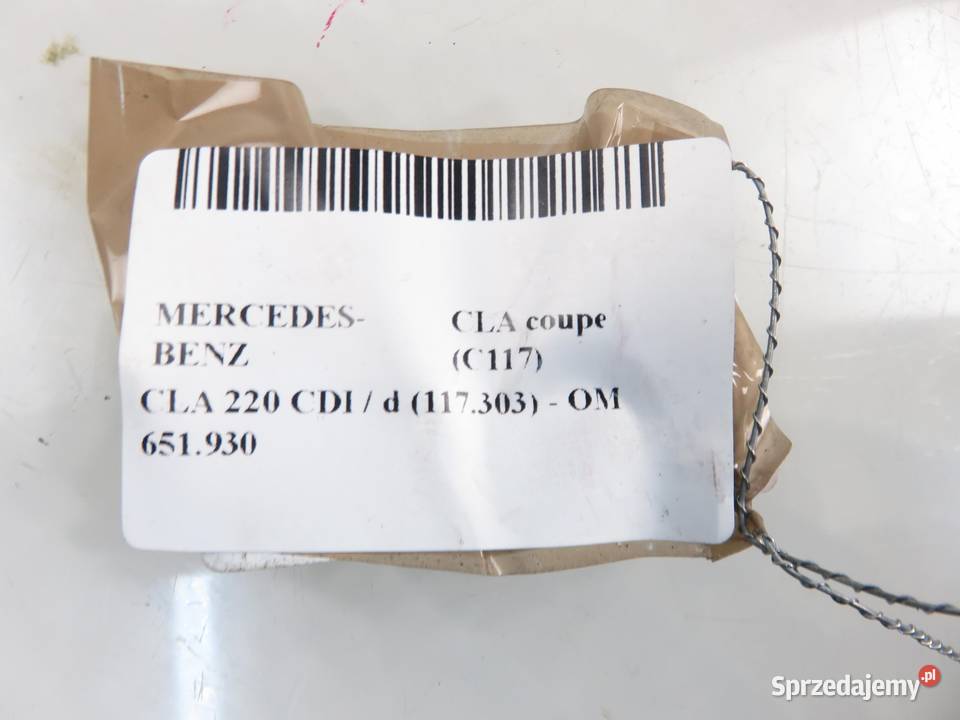 MERCEDES-
BENZ
CLA coupe
(C117)
CLA 220 CDI / d (117.303) - OM
651.930
Sprzedajemy.pl